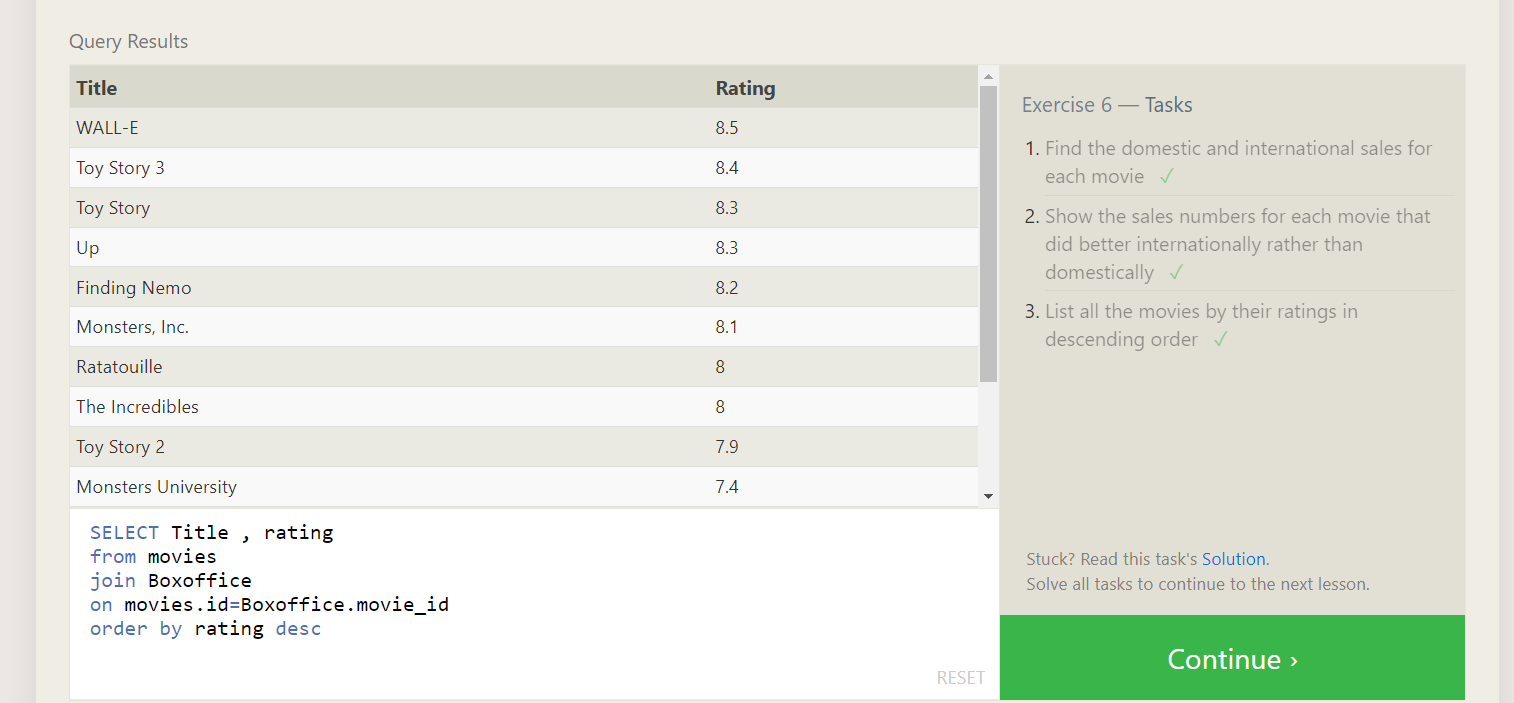 Query Results
Title Rating
WALL-E 8.5
Toy Story 3 8.4
Toy Story 8.3
Up 8.3
Finding Nemo 8.2
Monsters, Inc. 8.1
Ratatouille 8
The Incredibles 8
Toy Story 2 7.9
Monsters University 7.4
SELECT Title , rating
from movies
join Boxoffice
on movies.id=Boxoffice.movie_id
order by rating desc
RESET
Exercise 6 — Tasks
1. Find the domestic and international sales for
each movie ✓
2. Show the sales numbers for each movie that
did better internationally rather than
domestically ✓
3. List all the movies by their ratings in
descending order ✓
Stuck? Read this task's Solution.
Solve all tasks to continue to the next lesson.
Continue ›